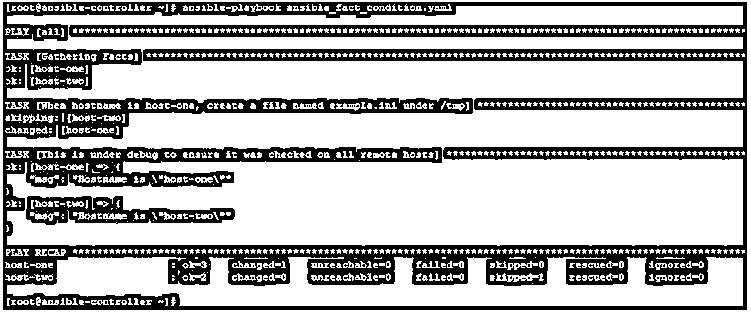 [root@ansible-controller ~]# ansible-playbook ansible_fact_condition.yaml
PLAY [all] ****************************************************************************************************
TASK [Gathering Facts] ****************************************************************************************
ok: [host-one]
ok: [host-two]
TASK [When hostname is host-one, create a file named example.ini under /tmp] **********************************
skipping: [host-two]
changed: [host-one]
TASK [This is under debug to ensure it was checked on all remote hosts] ***************************************
ok: [host-one] => {
"msg": "Hostname is \"host-one\""
}
ok: [host-two] => {
"msg": "Hostname is \"host-two\""
}
PLAY RECAP ****************************************************************************************************
host-one : ok=3 changed=1 unreachable=0 failed=0 skipped=0 rescued=0 ignored=0
host-two : ok=2 changed=0 unreachable=0 failed=0 skipped=1 rescued=0 ignored=0
[root@ansible-controller ~]#